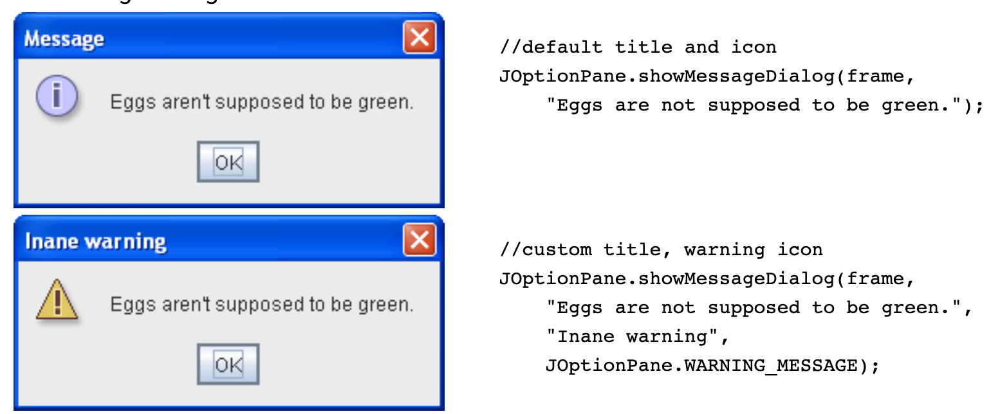 Message
Eggs aren't supposed to be green.
OK
//default title and icon
JOptionPane.showMessageDialog(frame,
    "Eggs are not supposed to be green.");
Inane warning
Eggs aren't supposed to be green.
OK
//custom title, warning icon
JOptionPane.showMessageDialog(frame,
    "Eggs are not supposed to be green.",
    "Inane warning",
    JOptionPane.WARNING_MESSAGE);